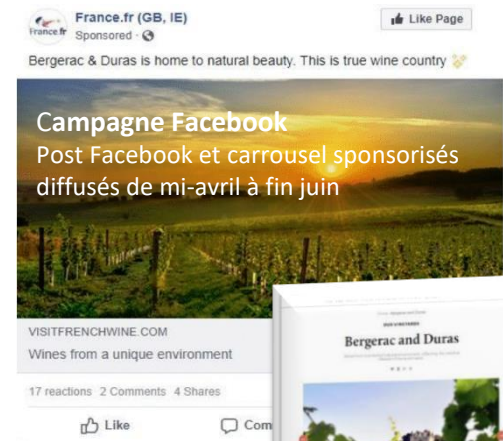 France.fr (GB, IE)
Like Page
France.fr
Sponsored ·
Bergerac & Duras is home to natural beauty. This is true wine country
Campagne Facebook
Post Facebook et carrousel sponsorisés
diffusés de mi-avril à fin juin
VISITFRENCHWINE.COM
Wines from a unique environment
17 reactions 2 Comments 4 Shares
Like
Com
Bergerac and Duras